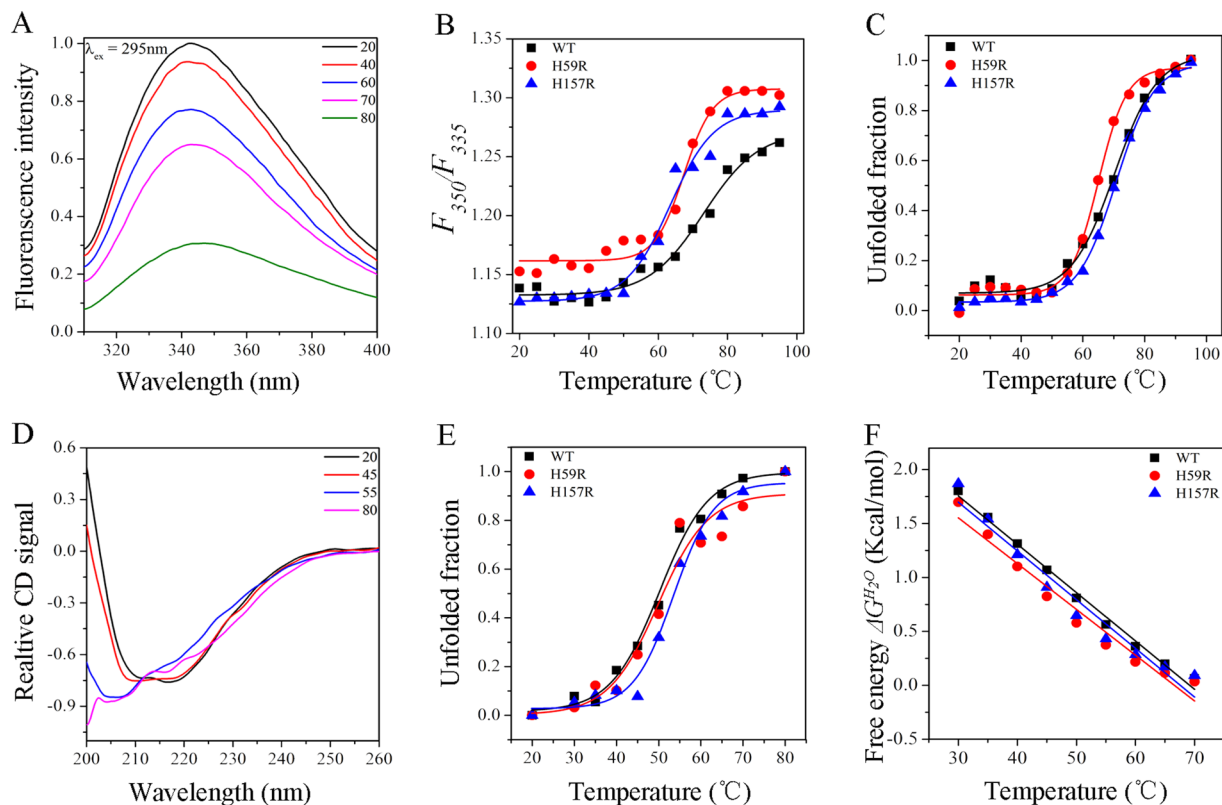 A
λex = 295nm
20
40
60
70
80
1.0
0.8
0.6
0.4
0.2
0.0
320 340 360 380 400
Fluorescence intensity
Wavelength (nm)
B
WT
H59R
H157R
1.35
1.30
1.25
1.20
1.15
1.10
20 40 60 80 100
F350/F335
Temperature (℃)
C
WT
H59R
H157R
1.0
0.8
0.6
0.4
0.2
0.0
20 40 60 80 100
Unfolded fraction
Temperature (℃)
D
20
45
55
80
0.6
0.3
0.0
-0.3
-0.6
-0.9
200 210 220 230 240 250 260
Realtive CD signal
Wavelength (nm)
E
WT
H59R
H157R
1.0
0.8
0.6
0.4
0.2
0.0
20 30 40 50 60 70 80
Unfolded fraction
Temperature (℃)
F
WT
H59R
H157R
2.0
1.5
1.0
0.5
0.0
-0.5
30 40 50 60 70
Free energy ΔG^H2O (Kcal/mol)
Temperature (℃)